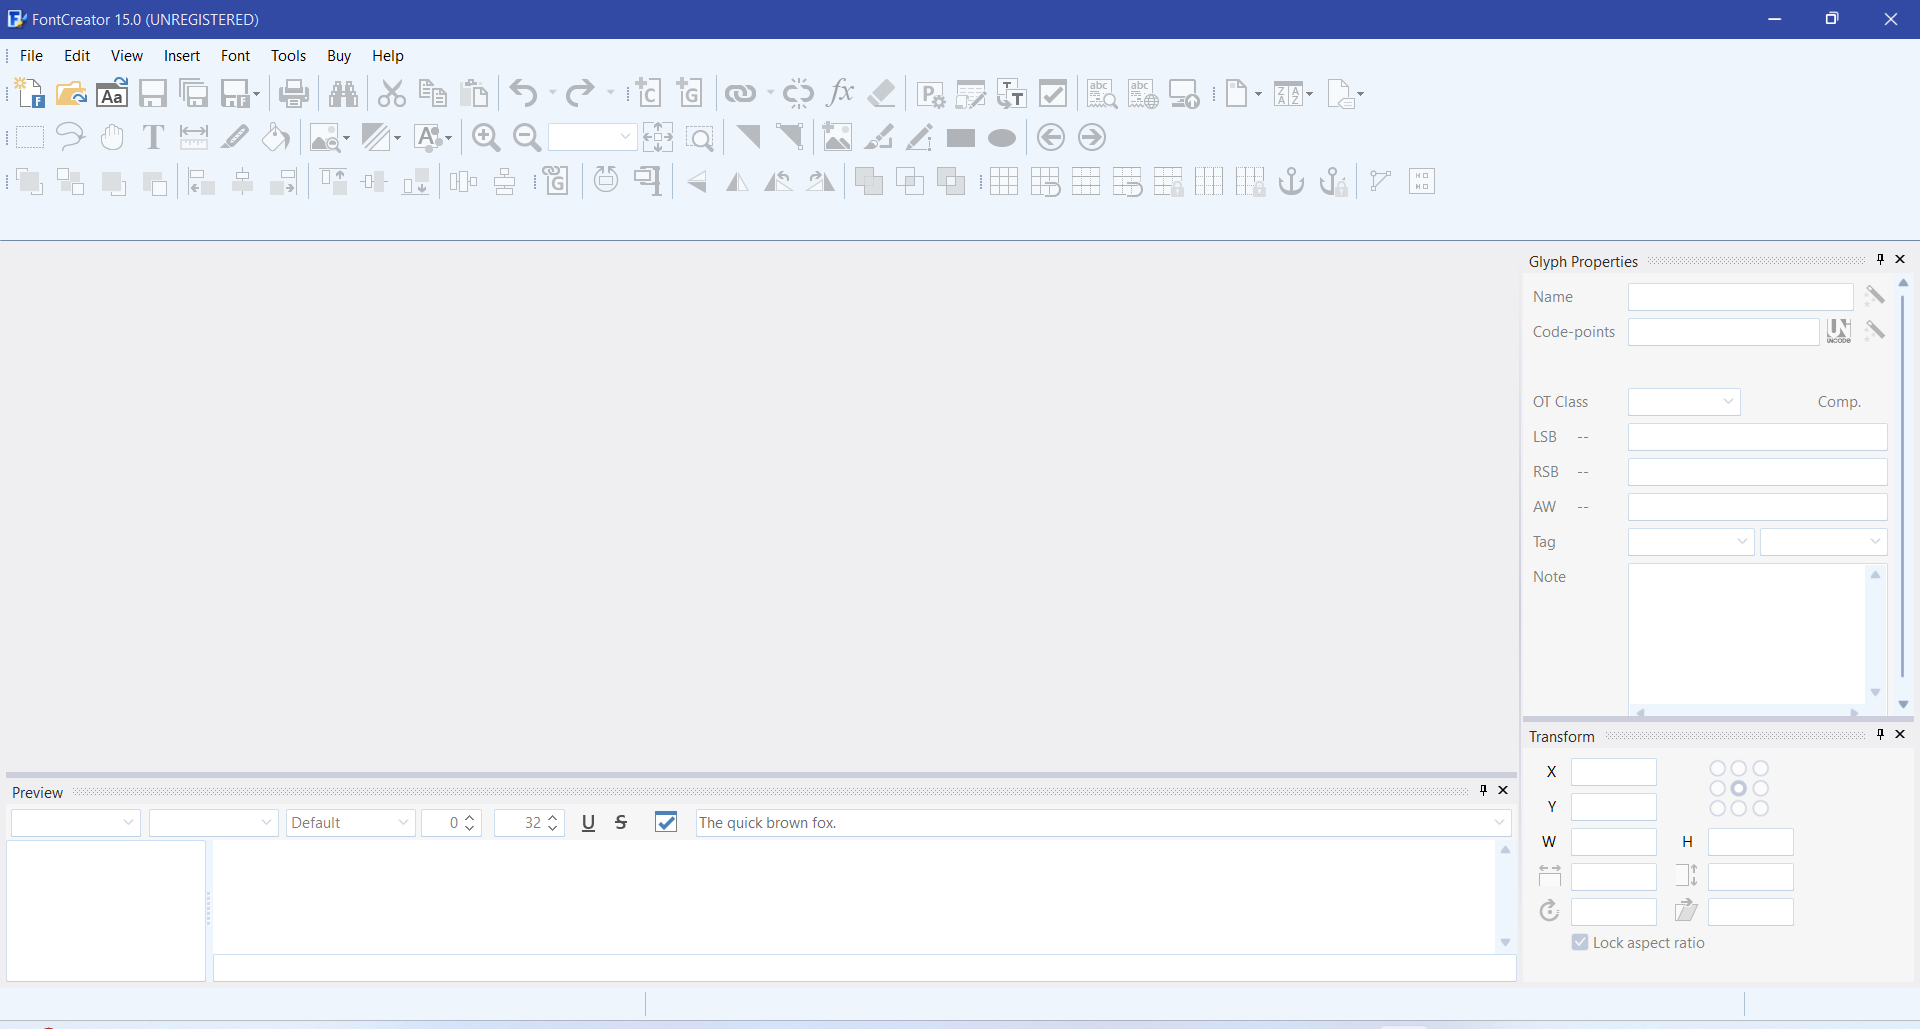 FontCreator 15.0 (UNREGISTERED)
File Edit View Insert Font Tools Buy Help
Glyph Properties
Name
Code-points
OT Class Comp.
LSB --
RSB --
AW --
Tag
Note
Transform
X
Y
W H
Lock aspect ratio
Preview
Default 0 32 U S The quick brown fox.